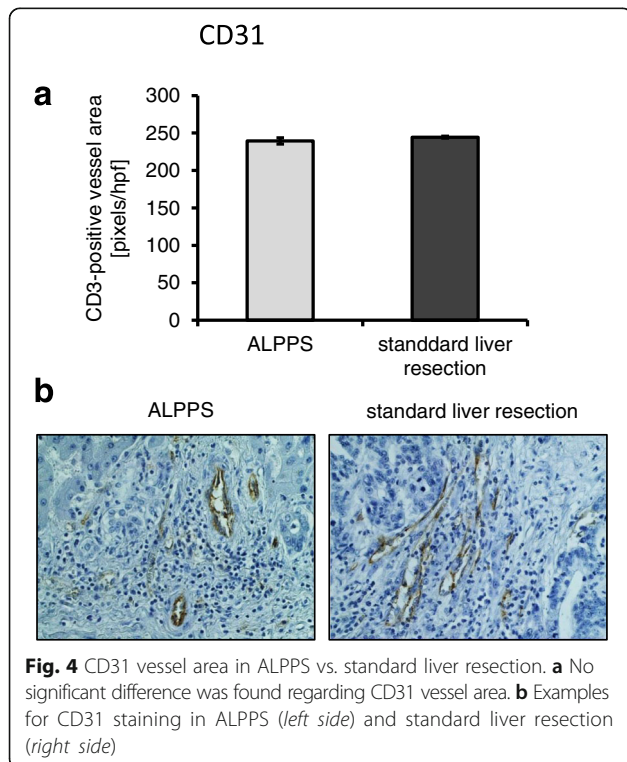 CD31
a
CD3-positive vessel area
[pixels/hpf]
300
250
200
150
100
50
0
ALPPS
standdard liver
resection
b
ALPPS
standard liver resection
Fig. 4 CD31 vessel area in ALPPS vs. standard liver resection. a No
significant difference was found regarding CD31 vessel area. b Examples
for CD31 staining in ALPPS (left side) and standard liver resection
(right side)